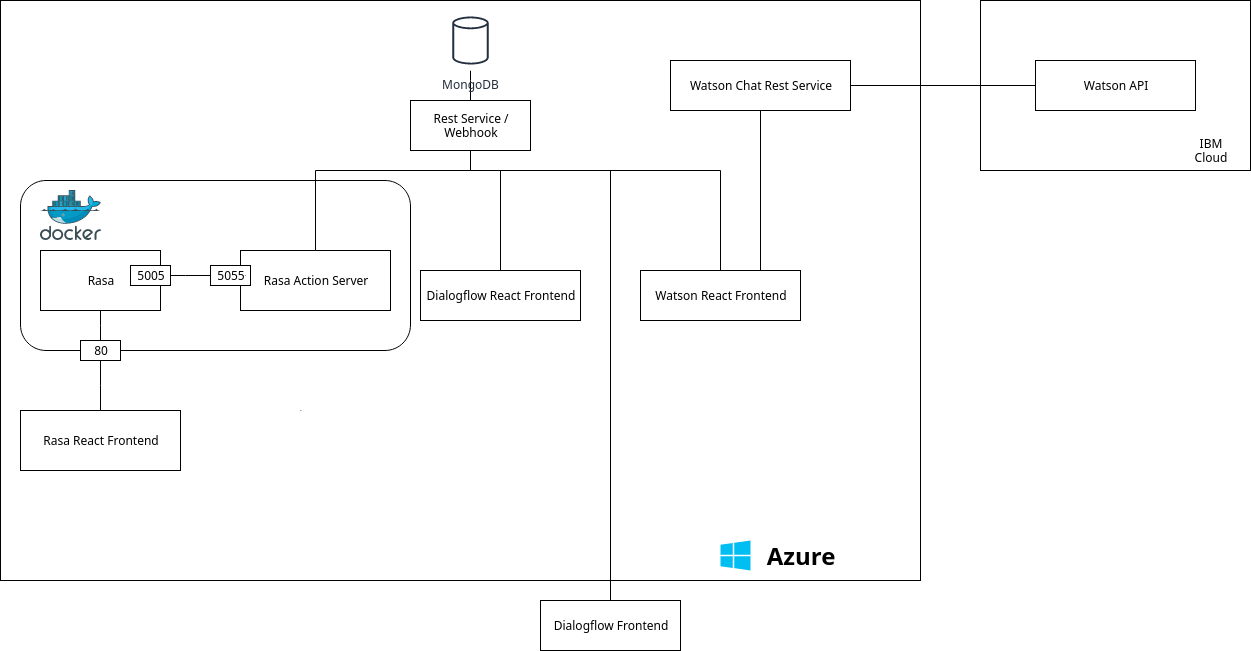 MongoDB
Rest Service /
Webhook
Watson Chat Rest Service
Watson API
IBM
Cloud
docker
Rasa
5005
5055
Rasa Action Server
80
Rasa React Frontend
Dialogflow React Frontend
Watson React Frontend
Azure
Dialogflow Frontend